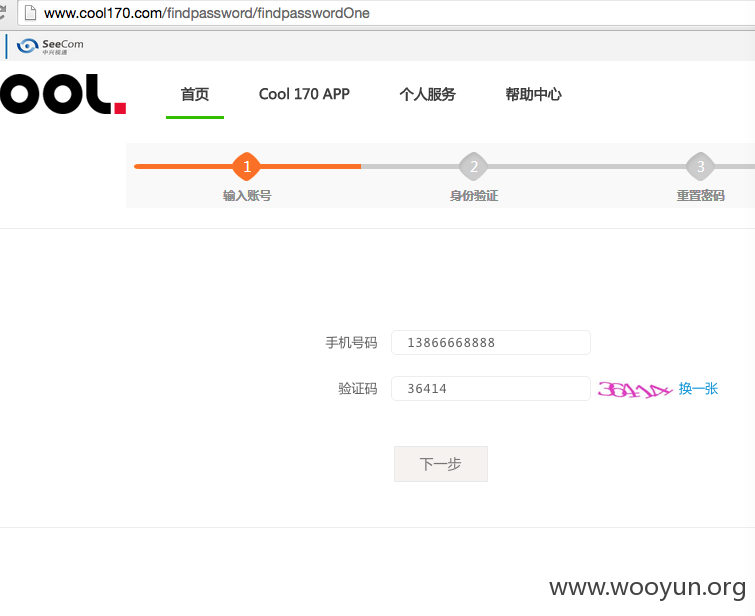 www.cool170.com/findpassword/findpasswordOne
SeeCom
中兴视通
OOL.
首页 Cool 170 APP 个人服务 帮助中心
1 2 3
输入账号 身份验证 重置密码
手机号码 13866668888
验证码 36414 36414 换一张
下一步
www.wooyun.org